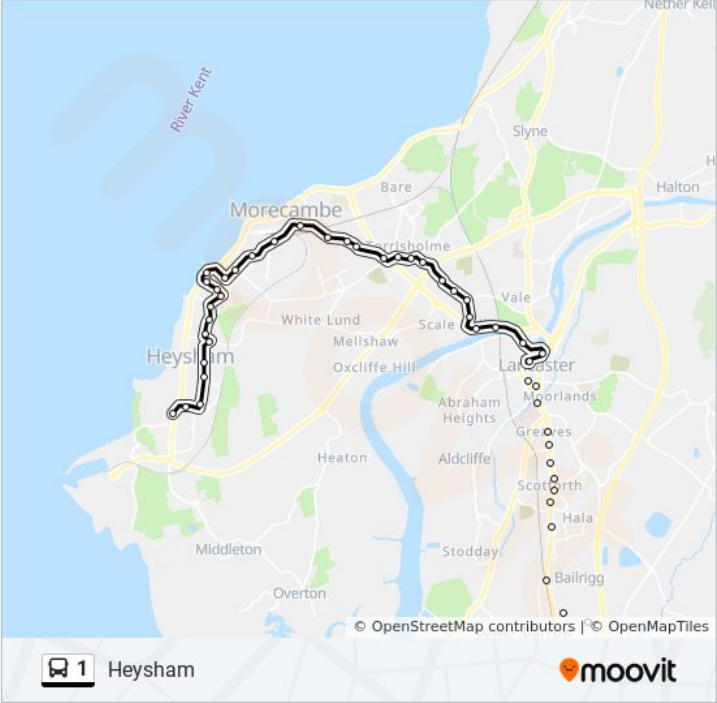 Nether Kell
River Kent
Slyne
Bare
Halton
Morecambe
Torrisholme
Vale
White Lund
Scale
Melishaw
Heysham
Oxcliffe Hill
Lancaster
Moorlands
Abraham
Heights
Greaves
Heaton
Aldcliffe
Scotforth
Hala
Middleton
Stodday
Bailrigg
Overton
© OpenStreetMap contributors | © OpenMapTiles
1 Heysham
moovit